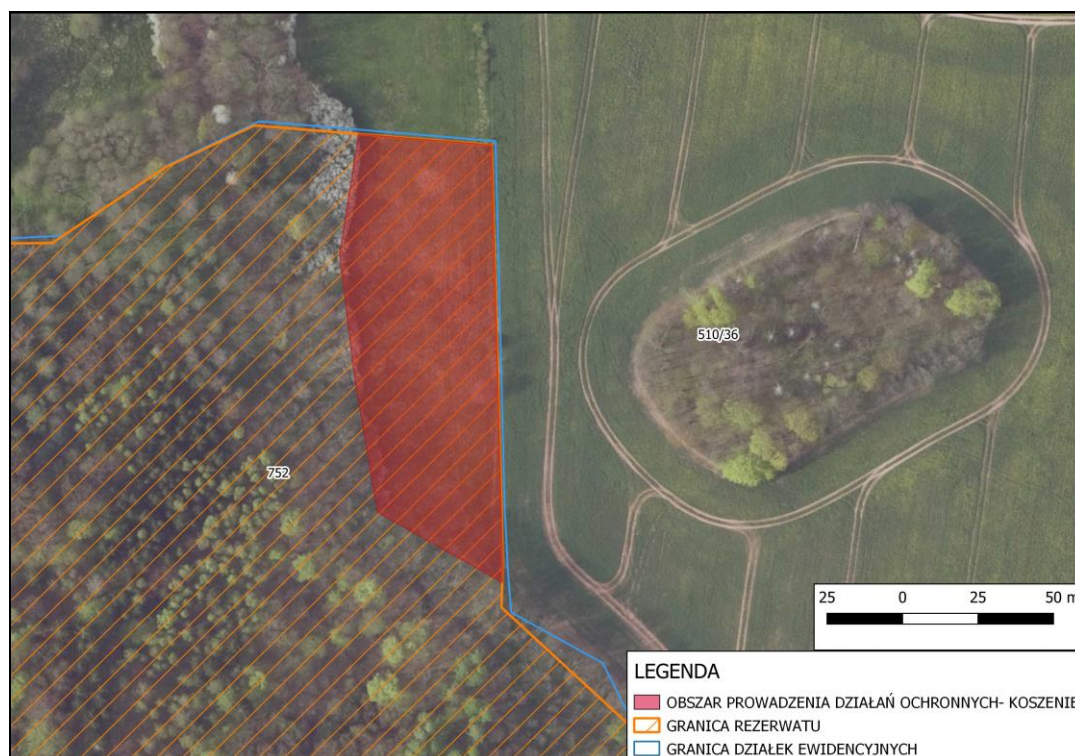 510/36
752
25 0 25 50 m
LEGENDA
OBSZAR PROWADZENIA DZIAŁAŃ OCHRONNYCH- KOSZENIE
GRANICA REZERWATU
GRANICA DZIAŁEK EWIDENCYJNYCH